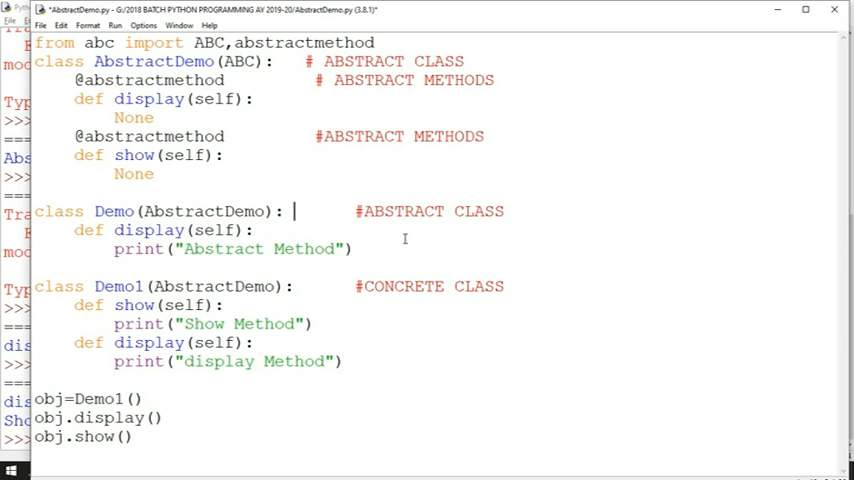 *AbstractDemo.py - G:/2018 BATCH PYTHON PROGRAMMING AY 2019-20/AbstractDemo.py (3.8.1)*
File Edit Format Run Options Window Help
from abc import ABC,abstractmethod
class AbstractDemo(ABC): # ABSTRACT CLASS
@abstractmethod # ABSTRACT METHODS
def display(self):
None
@abstractmethod #ABSTRACT METHODS
def show(self):
None
class Demo(AbstractDemo): #ABSTRACT CLASS
def display(self):
print("Abstract Method")
class Demo1(AbstractDemo): #CONCRETE CLASS
def show(self):
print("Show Method")
def display(self):
print("display Method")
obj=Demo1()
obj.display()
obj.show()